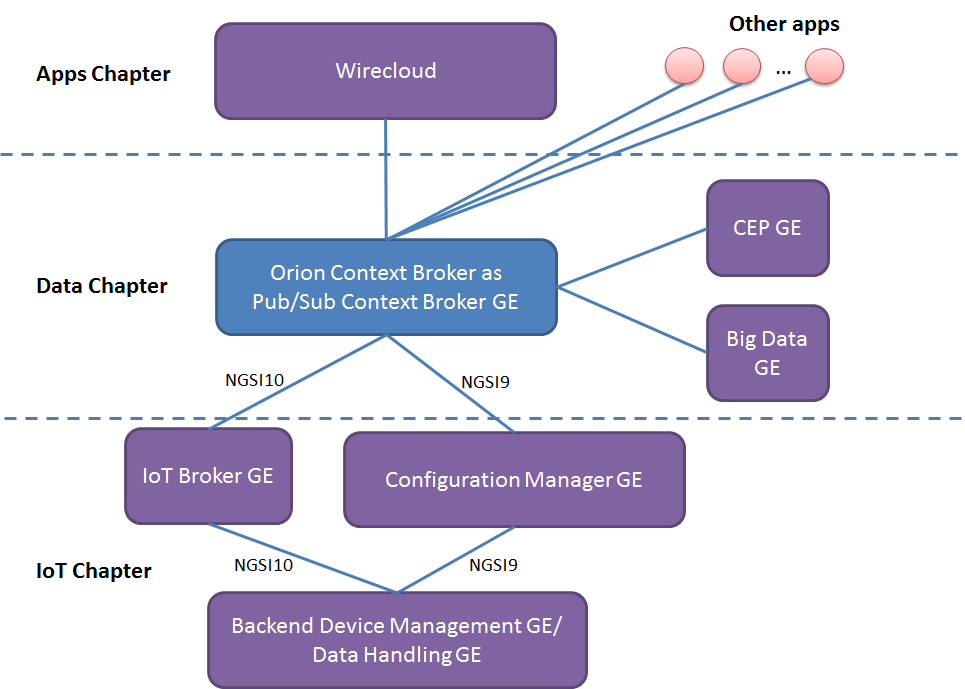 Other apps
Apps Chapter
Wirecloud
...
CEP GE
Data Chapter
Orion Context Broker as
Pub/Sub Context Broker GE
Big Data
GE
NGSI10
NGSI9
IoT Broker GE
Configuration Manager GE
IoT Chapter
NGSI10
NGSI9
Backend Device Management GE/
Data Handling GE